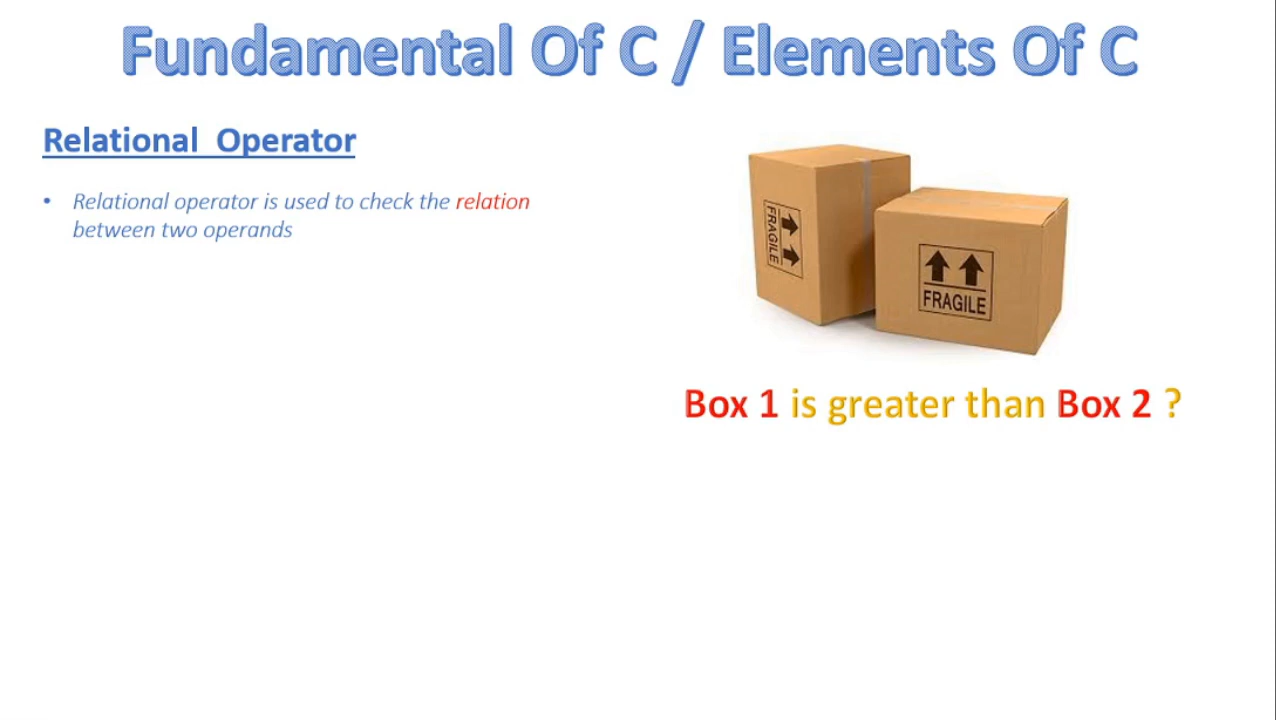 Fundamental Of C / Elements Of C
Relational Operator
• Relational operator is used to check the relation
between two operands
FRAGILE
FRAGILE
Box 1 is greater than Box 2 ?